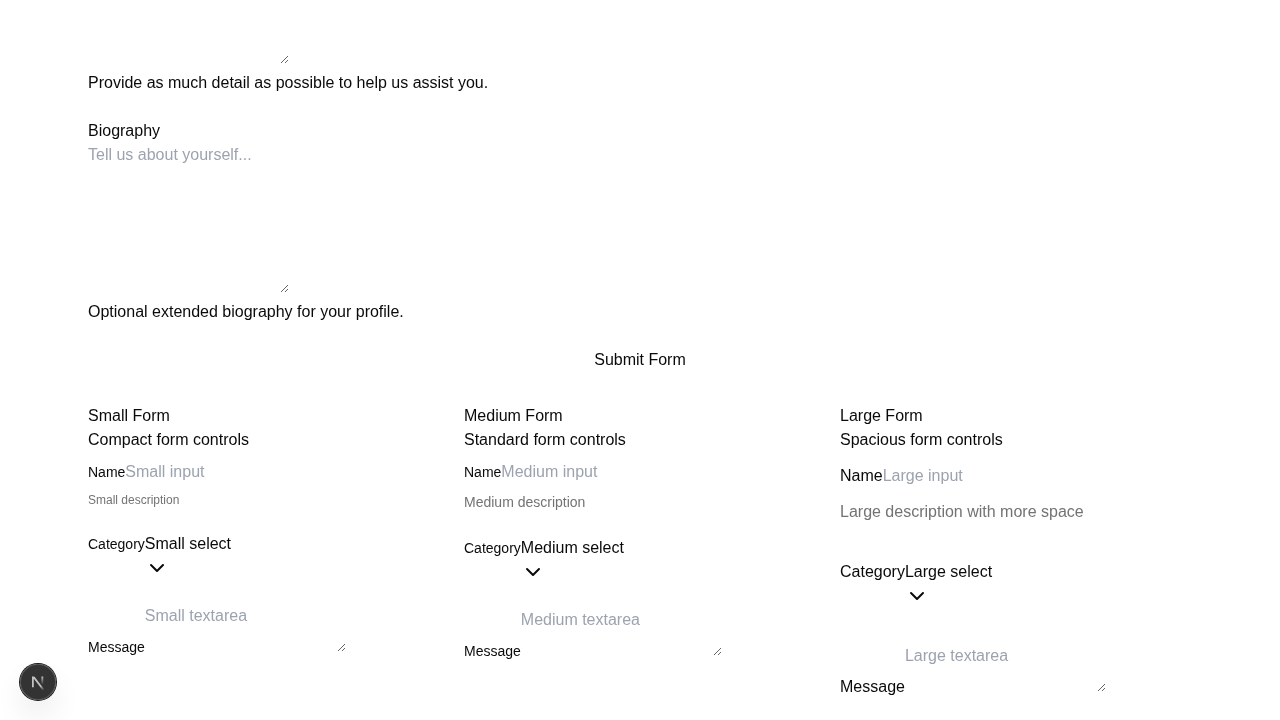 Provide as much detail as possible to help us assist you.
Biography
Tell us about yourself...
Optional extended biography for your profile.
Submit Form
Small Form
Compact form controls
Name Small input
Small description
Category Small select
Small textarea
Message
Medium Form
Standard form controls
Name Medium input
Medium description
Category Medium select
Medium textarea
Message
Large Form
Spacious form controls
Name Large input
Large description with more space
Category Large select
Large textarea
Message
N